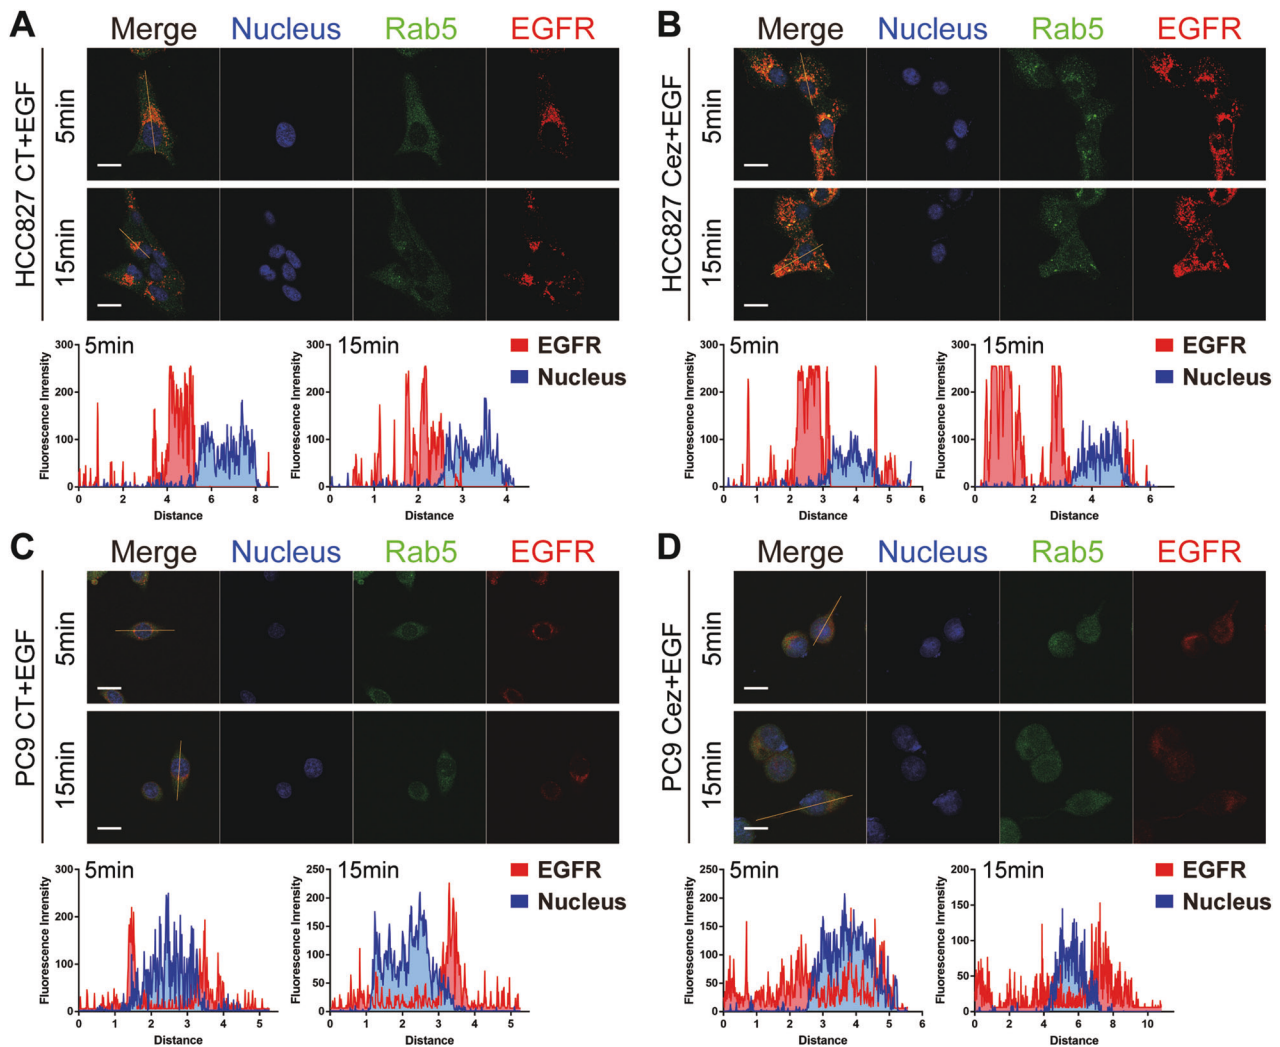 A
Merge Nucleus Rab5 EGFR
HCC827 CT+EGF
5min
15min
5min
Fluorescence Inrensity
300
200
100
0
0 2 4 6 8
Distance
15min
EGFR
Nucleus
Fluorescence Inrensity
300
200
100
0
0 1 2 3 4
Distance
B
Merge Nucleus Rab5 EGFR
HCC827 Cez+EGF
5min
15min
5min
Fluorescence Inrensity
300
200
100
0
0 1 2 3 4 5 6
Distance
15min
EGFR
Nucleus
Fluorescence Inrensity
300
200
100
0
0 2 4 6
Distance
C
Merge Nucleus Rab5 EGFR
PC9 CT+EGF
5min
15min
5min
Fluorescence Inrensity
300
200
100
0
0 1 2 3 4 5
Distance
15min
EGFR
Nucleus
Fluorescence Inrensity
250
200
150
100
50
0
0 1 2 3 4 5
Distance
D
Merge Nucleus Rab5 EGFR
PC9 Cez+EGF
5min
15min
5min
Fluorescence Inrensity
250
200
150
100
50
0
0 1 2 3 4 5 6
Distance
15min
EGFR
Nucleus
Fluorescence Inrensity
200
150
100
50
0
0 2 4 6 8 10
Distance